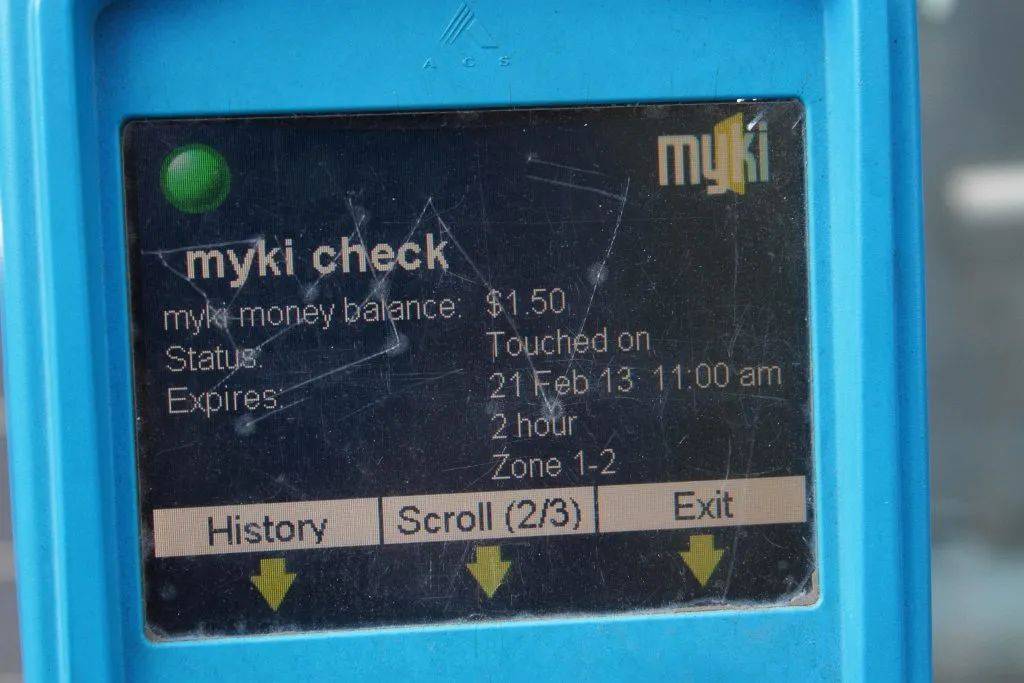 ACS
myki
myki check
myki money balance: $1.50
Status: Touched on
Expires: 21 Feb 13 11:00 am
2 hour
Zone 1-2
History Scroll (2/3) Exit